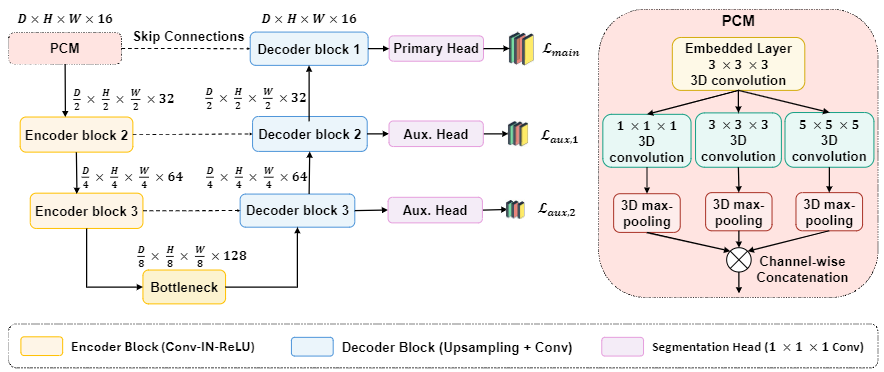 D × H × W × 16
D × H × W × 16
PCM
Skip Connections
Decoder block 1
Primary Head
ℒ_main
D/2 × H/2 × W/2 × 32
D/2 × H/2 × W/2 × 32
Encoder block 2
Decoder block 2
Aux. Head
ℒ_aux,1
D/4 × H/4 × W/4 × 64
D/4 × H/4 × W/4 × 64
Encoder block 3
Decoder block 3
Aux. Head
ℒ_aux,2
D/8 × H/8 × W/8 × 128
Bottleneck
PCM
Embedded Layer
3 × 3 × 3
3D convolution
1 × 1 × 1
3D
convolution
3 × 3 × 3
3D
convolution
5 × 5 × 5
3D
convolution
3D max-
pooling
3D max-
pooling
3D max-
pooling
Channel-wise
Concatenation
Encoder Block (Conv-IN-ReLU)
Decoder Block (Upsampling + Conv)
Segmentation Head (1 × 1 × 1 Conv)